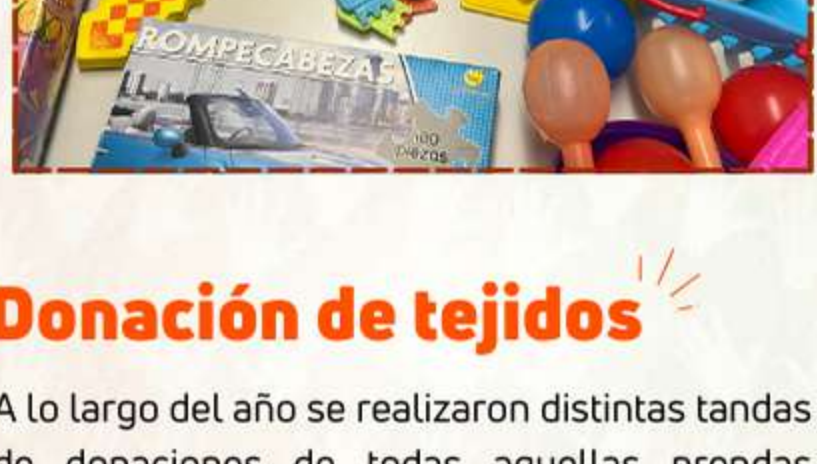 ROMPECABEZAS
100
piezas
Donación de tejidos
A lo largo del año se realizaron distintas tandas
de donaciones de todas aquellas prendas